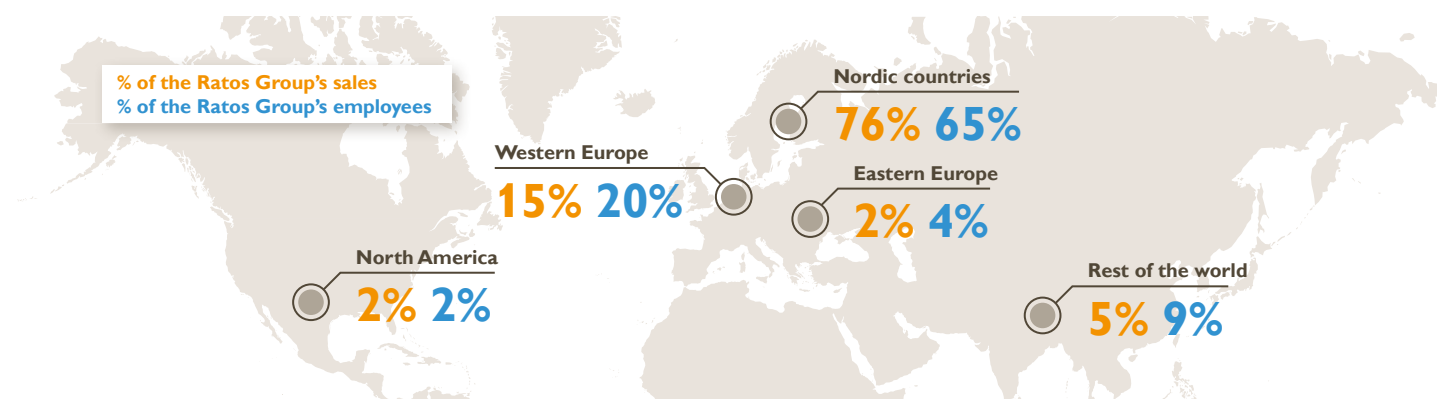 % of the Ratos Group's sales
% of the Ratos Group's employees
Nordic countries
76% 65%
Western Europe
15% 20%
Eastern Europe
2% 4%
North America
2% 2%
Rest of the world
5% 9%